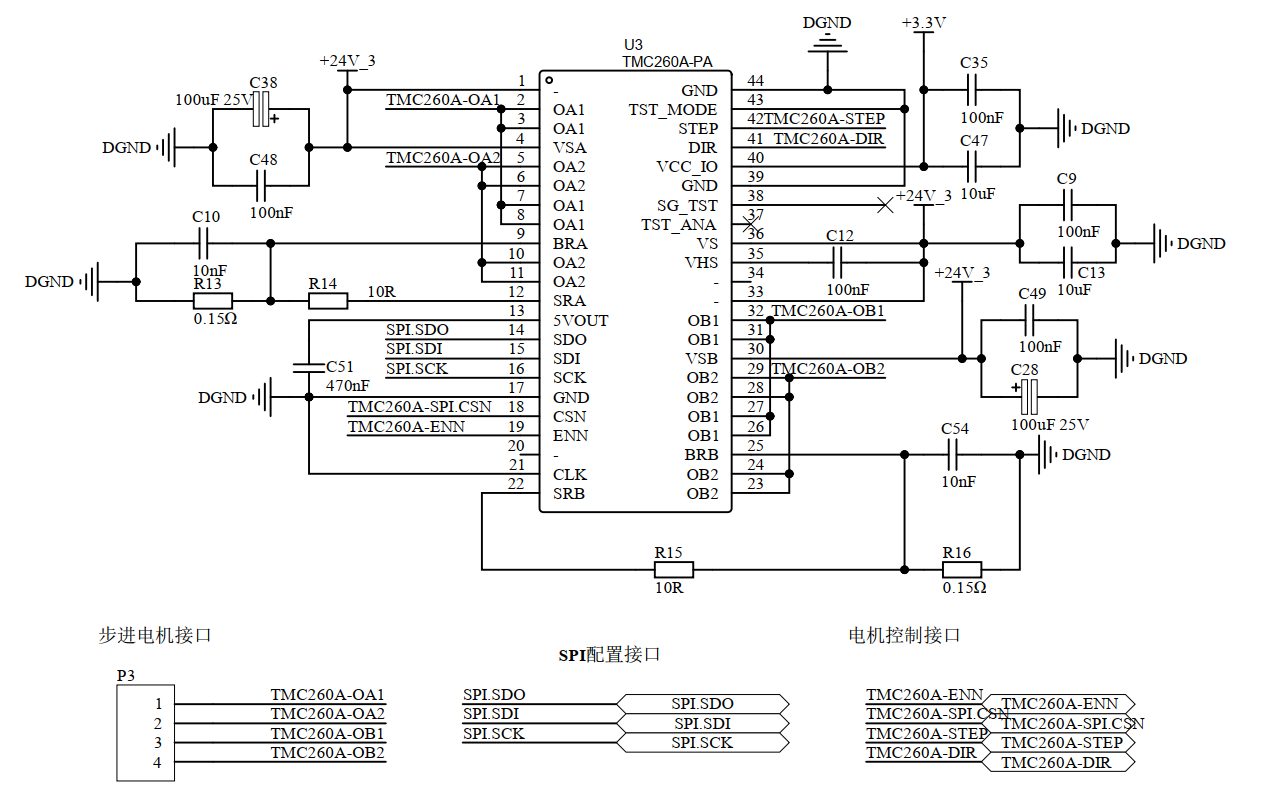 DGND
+3.3V
U3
TMC260A-PA
+24V_3
C38
100uF 25V
DGND
C48
100nF
C10
10nF
DGND
R13
0.15Ω
R14
10R
C51
470nF
DGND
TMC260A-OA1
TMC260A-OA2
SPI.SDO
SPI.SDI
SPI.SCK
TMC260A-SPI.CSN
TMC260A-ENN
1 -
2 OA1
3 OA1
4 VSA
5 OA2
6 OA2
7 OA1
8 OA1
9 BRA
10 OA2
11 OA2
12 SRA
13 5VOUT
14 SDO
15 SDI
16 SCK
17 GND
18 CSN
19 ENN
20 -
21 CLK
22 SRB
GND 44
TST_MODE 43
STEP 42 TMC260A-STEP
DIR 41 TMC260A-DIR
VCC_IO 40
GND 39
SG_TST 38
TST_ANA 37
VS 36
VHS 35
- 34
- 33
OB1 32 TMC260A-OB1
OB1 31
VSB 30
OB2 29 TMC260A-OB2
OB2 28
OB1 27
OB1 26
BRB 25
OB2 24
OB2 23
C35
100nF
DGND
C47
10uF
+24V_3
C9
100nF
DGND
C13
10uF
C12
100nF
+24V_3
C49
100nF
DGND
C28
100uF 25V
C54
10nF
DGND
R15
10R
R16
0.15Ω
步进电机接口
P3
1 TMC260A-OA1
2 TMC260A-OA2
3 TMC260A-OB1
4 TMC260A-OB2
SPI配置接口
SPI.SDO SPI.SDO
SPI.SDI SPI.SDI
SPI.SCK SPI.SCK
电机控制接口
TMC260A-ENN TMC260A-ENN
TMC260A-SPI.CSN TMC260A-SPI.CSN
TMC260A-STEP TMC260A-STEP
TMC260A-DIR TMC260A-DIR